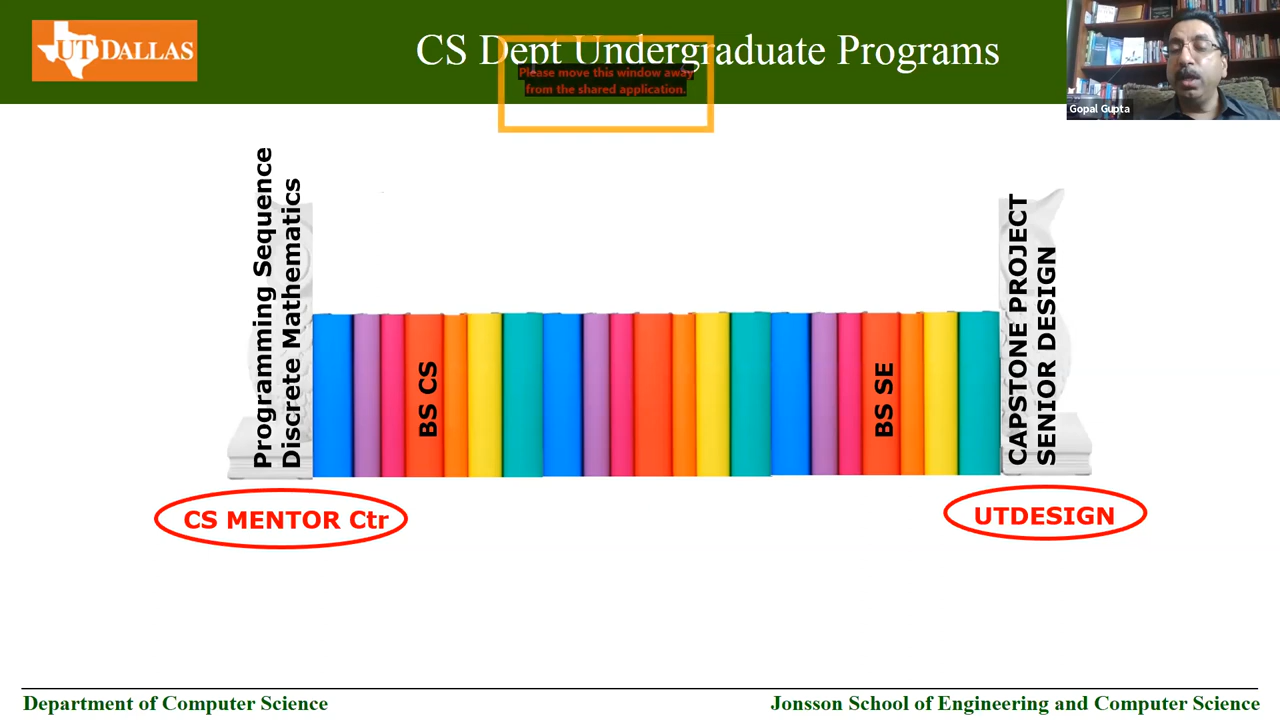 UT DALLAS
CS Dept Undergraduate Programs
Please move this window away
from the shared application.
Gopal Gupta
Programming Sequence
Discrete Mathematics
BS CS
BS SE
CAPSTONE PROJECT
SENIOR DESIGN
CS MENTOR Ctr
UTDESIGN
Department of Computer Science
Jonsson School of Engineering and Computer Science